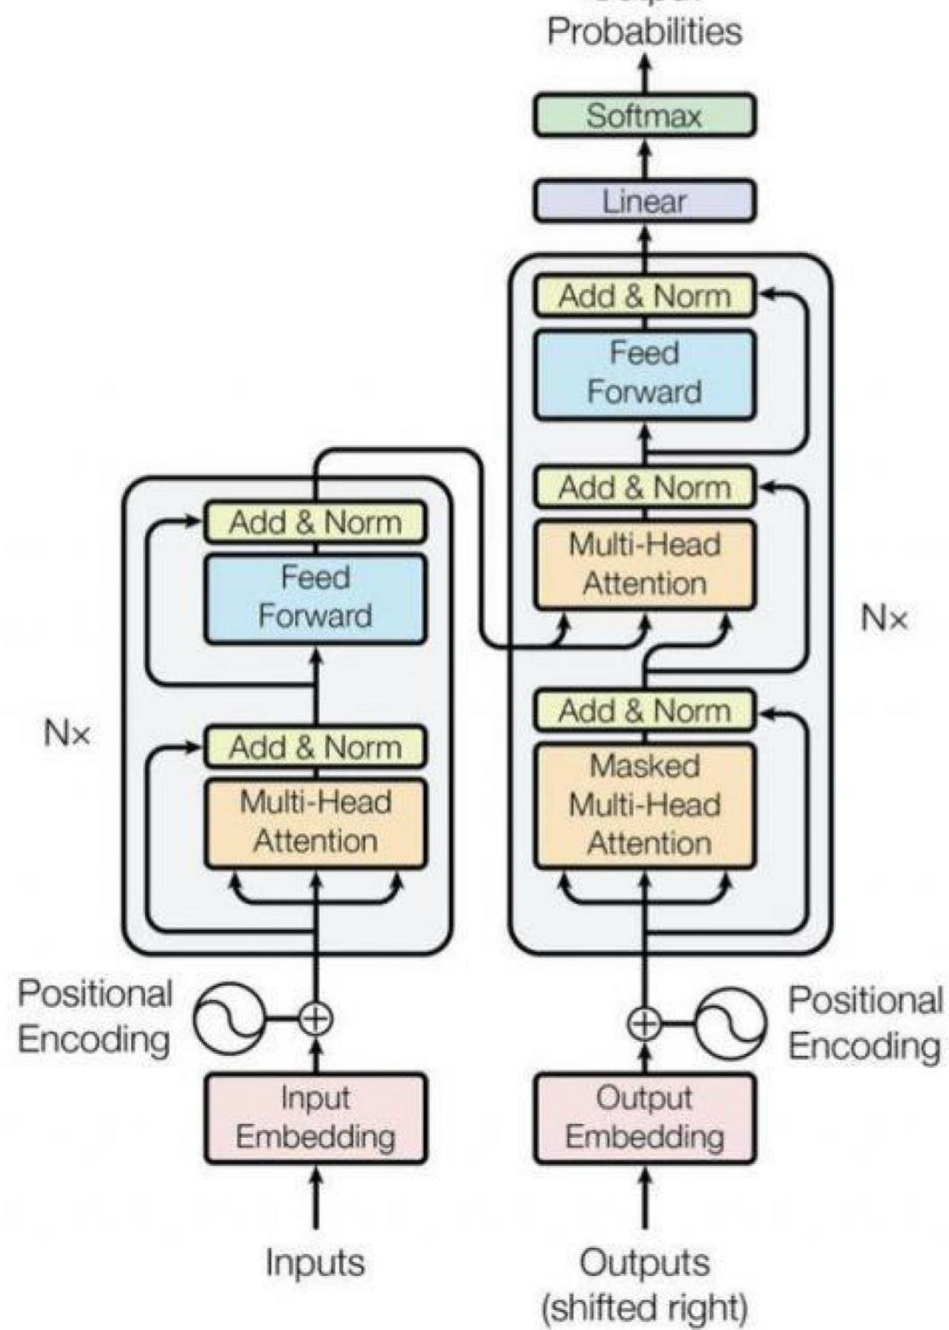 Probabilities
Softmax
Linear
Add & Norm
Feed
Forward
Add & Norm
Multi-Head
Attention
Nx
Add & Norm
Masked
Multi-Head
Attention
Add & Norm
Feed
Forward
Nx
Add & Norm
Multi-Head
Attention
Positional
Encoding
Positional
Encoding
Input
Embedding
Output
Embedding
Inputs
Outputs
(shifted right)